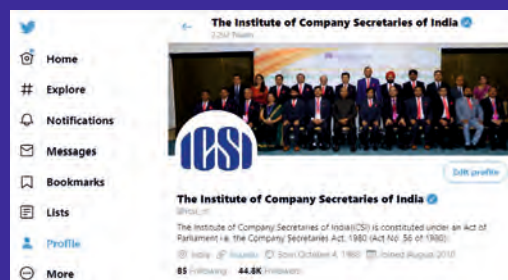 The Institute of Company Secretaries of India
Tweets
Home
Explore
Notifications
Messages
Bookmarks
Lists
Profile
More
ICSI
Edit profile
The Institute of Company Secretaries of India
The Institute of Company Secretaries of India(ICSI) is constituted under an Act of
Parliament i.e. the Company Secretaries Act, 1980 (Act No. 56 of 1980).
India Born October 4, 1980 Joined August 2010
85 Following 44.8K Followers